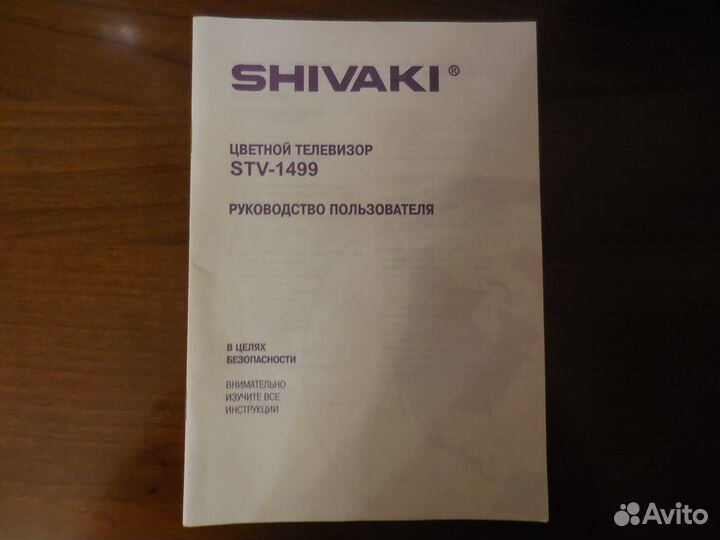 SHIVAKI ®
ЦВЕТНОЙ ТЕЛЕВИЗОР
STV-1499
РУКОВОДСТВО ПОЛЬЗОВАТЕЛЯ
В ЦЕЛЯХ
БЕЗОПАСНОСТИ
ВНИМАТЕЛЬНО
ИЗУЧИТЕ ВСЕ
ИНСТРУКЦИИ
Avito